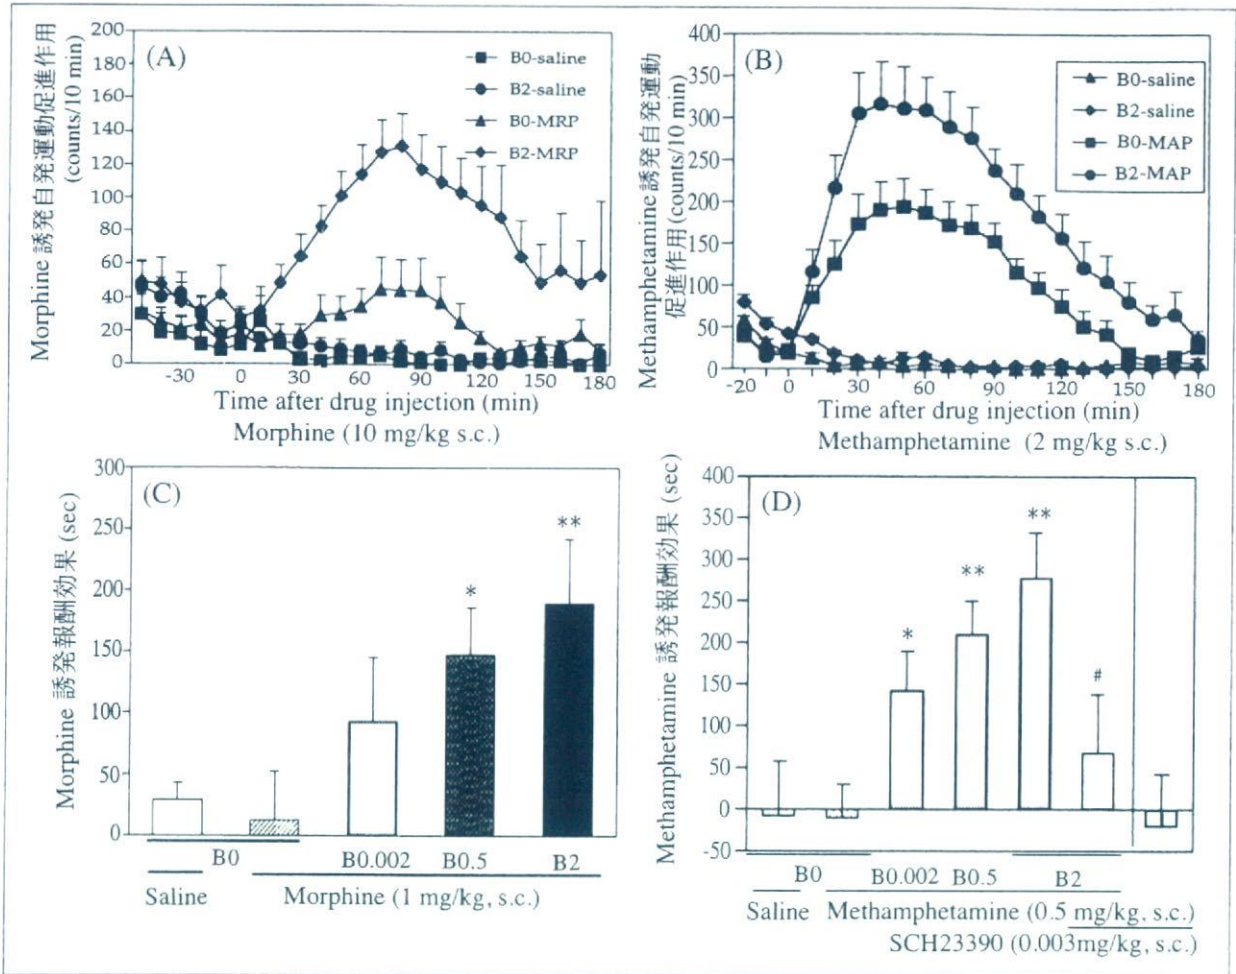 (A)
Morphine 誘発自発運動促進作用
(counts/10 min)
200
180
160
140
120
100
80
60
40
20
0
B0-saline
B2-saline
B0-MRP
B2-MRP
-30 0 30 60 90 120 150 180
Time after drug injection (min)
Morphine (10 mg/kg s.c.)
(B)
Methamphetamine 誘発自発運動
促進作用 (counts/10 min)
400
350
300
250
200
150
100
50
0
B0-saline
B2-saline
B0-MAP
B2-MAP
-20 0 30 60 90 120 150 180
Time after drug injection (min)
Methamphetamine (2 mg/kg s.c.)
(C)
Morphine 誘発報酬効果 (sec)
300
250
200
150
100
50
0
*
**
B0 B0.002 B0.5 B2
Saline Morphine (1 mg/kg, s.c.)
(D)
Methamphetamine 誘発報酬効果 (sec)
400
350
300
250
200
150
100
50
0
-50
*
**
**
#
B0 B0.002 B0.5 B2
Saline Methamphetamine (0.5 mg/kg, s.c.)
SCH23390 (0.003mg/kg, s.c.)